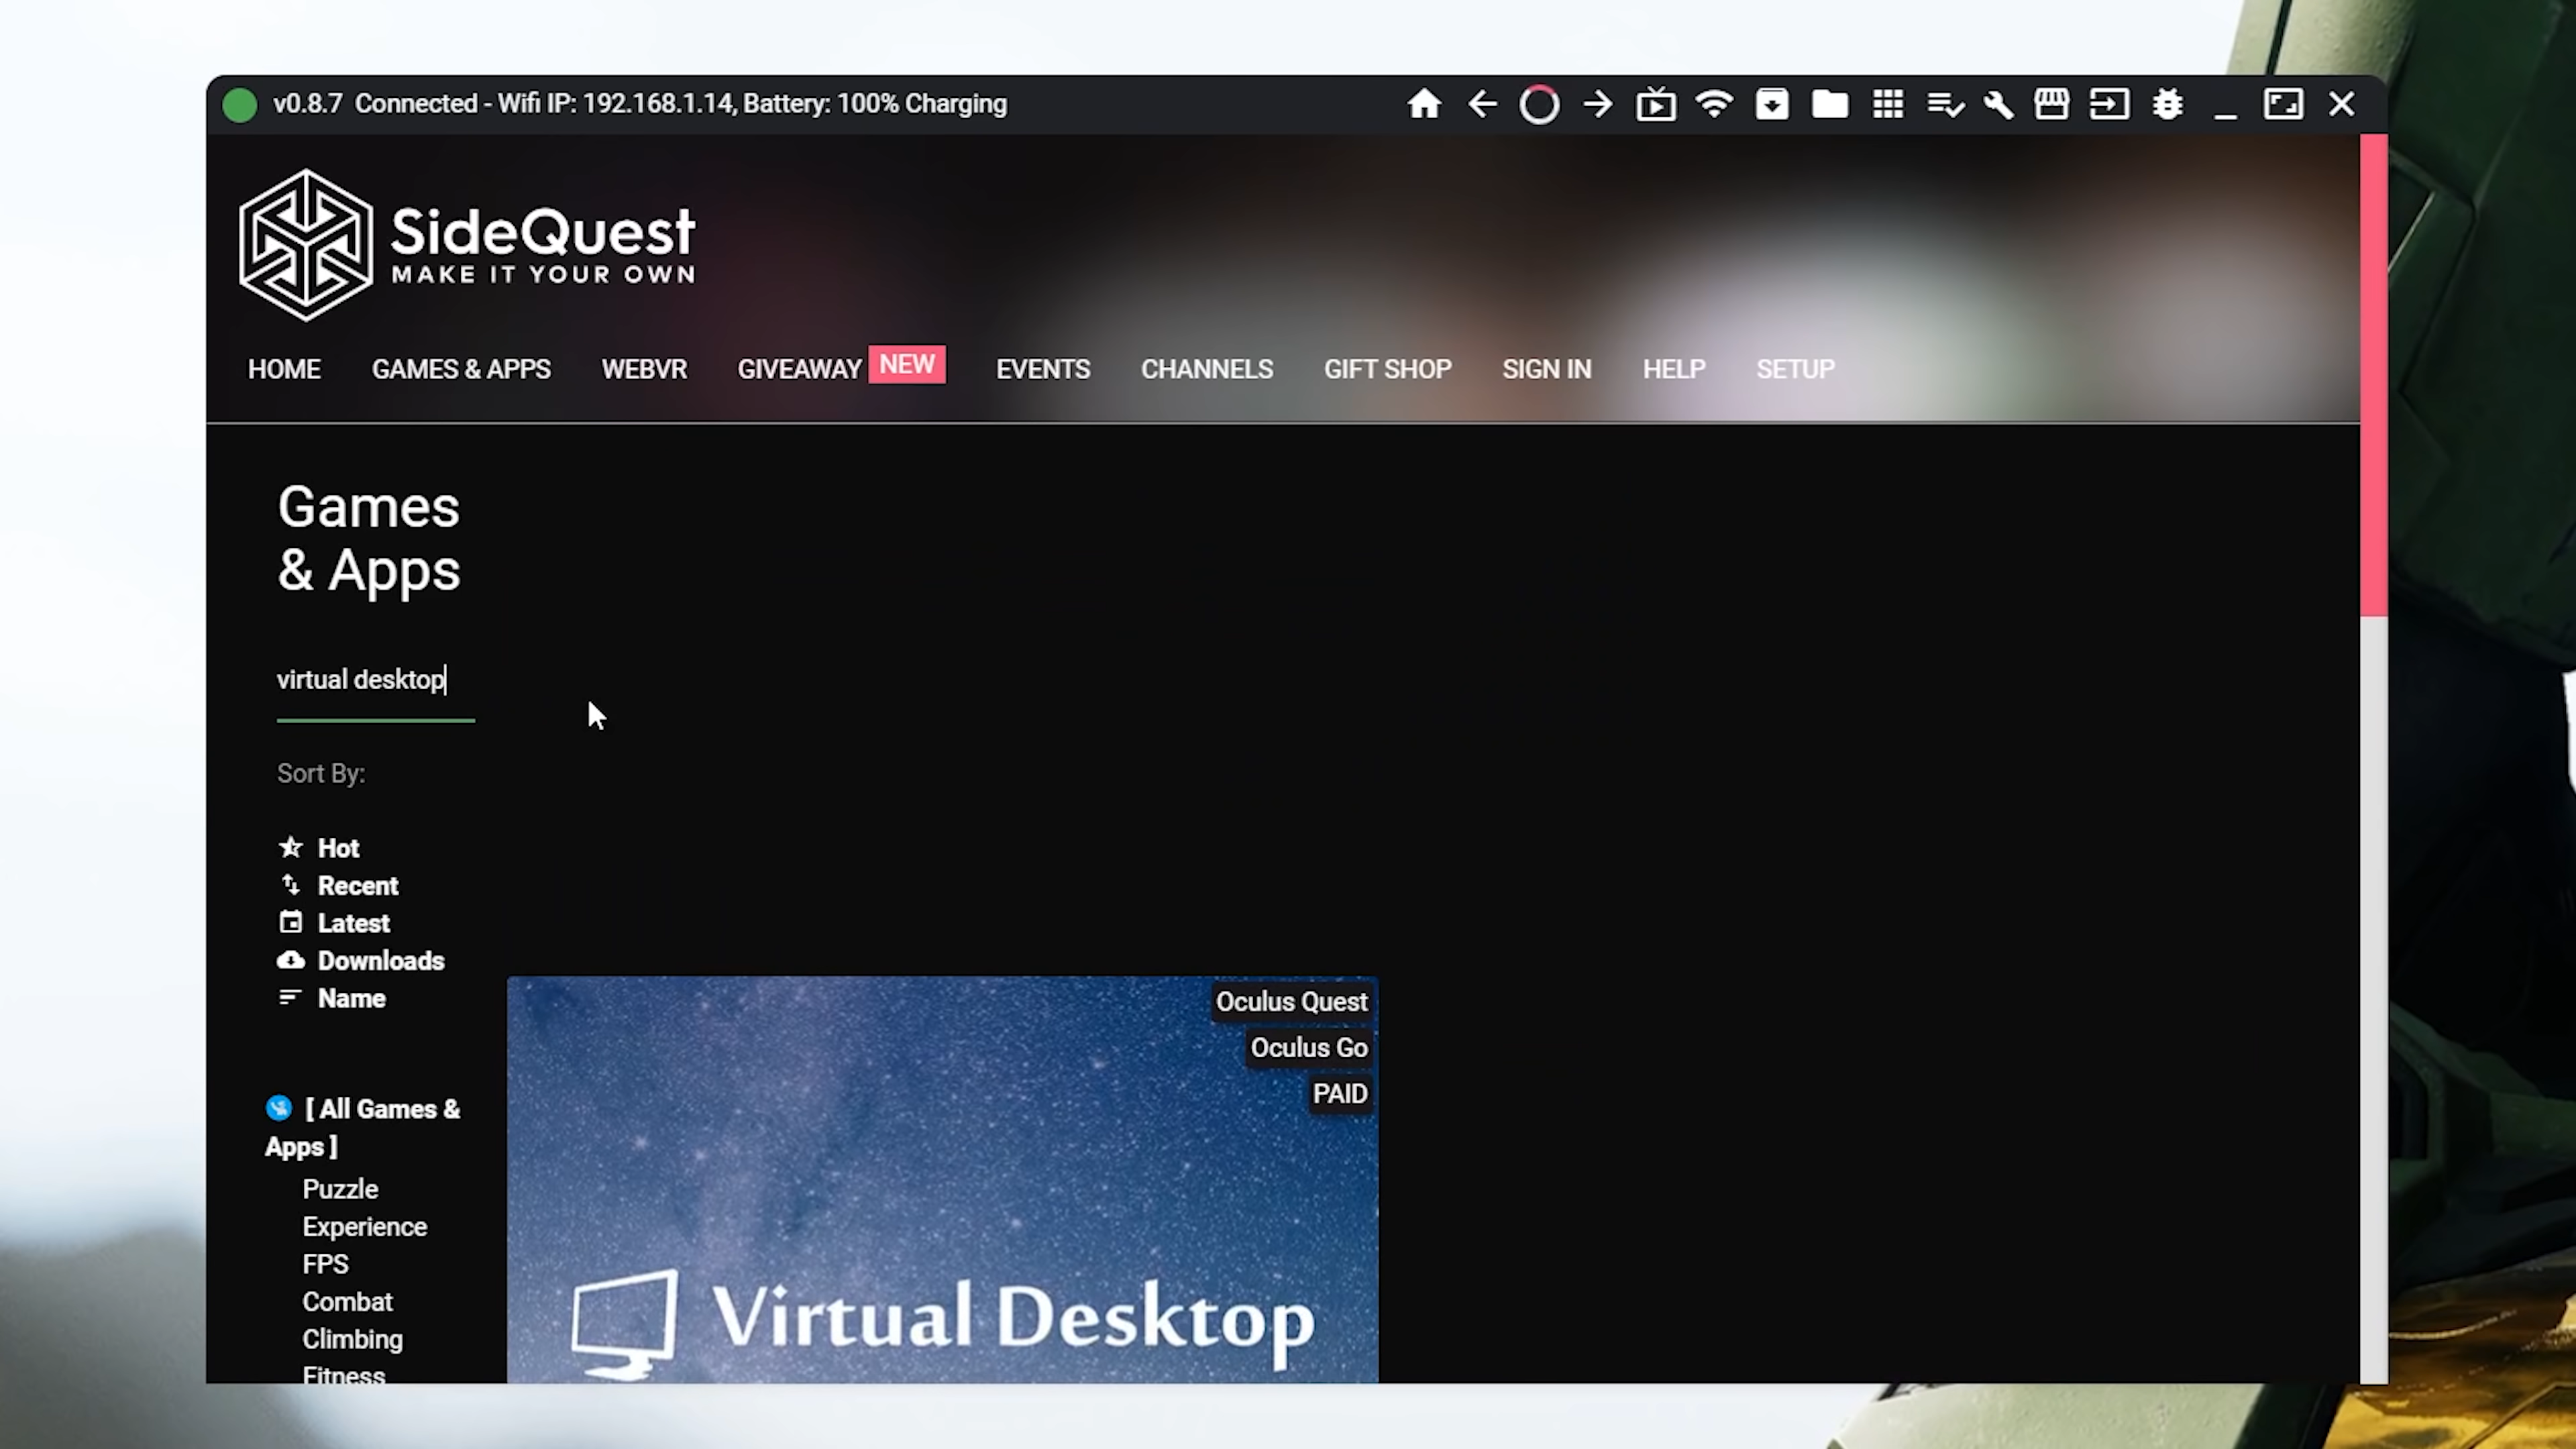 v0.8.7 Connected - Wifi IP: 192.168.1.14, Battery: 100% Charging
SideQuest
MAKE IT YOUR OWN
HOME GAMES & APPS WEBVR GIVEAWAY NEW EVENTS CHANNELS GIFT SHOP SIGN IN HELP SETUP
Games
& Apps
virtual desktop
Sort By:
Hot
Recent
Latest
Downloads
Name
[ All Games &
Apps ]
Puzzle
Experience
FPS
Combat
Climbing
Fitness
Oculus Quest
Oculus Go
PAID
Virtual Desktop